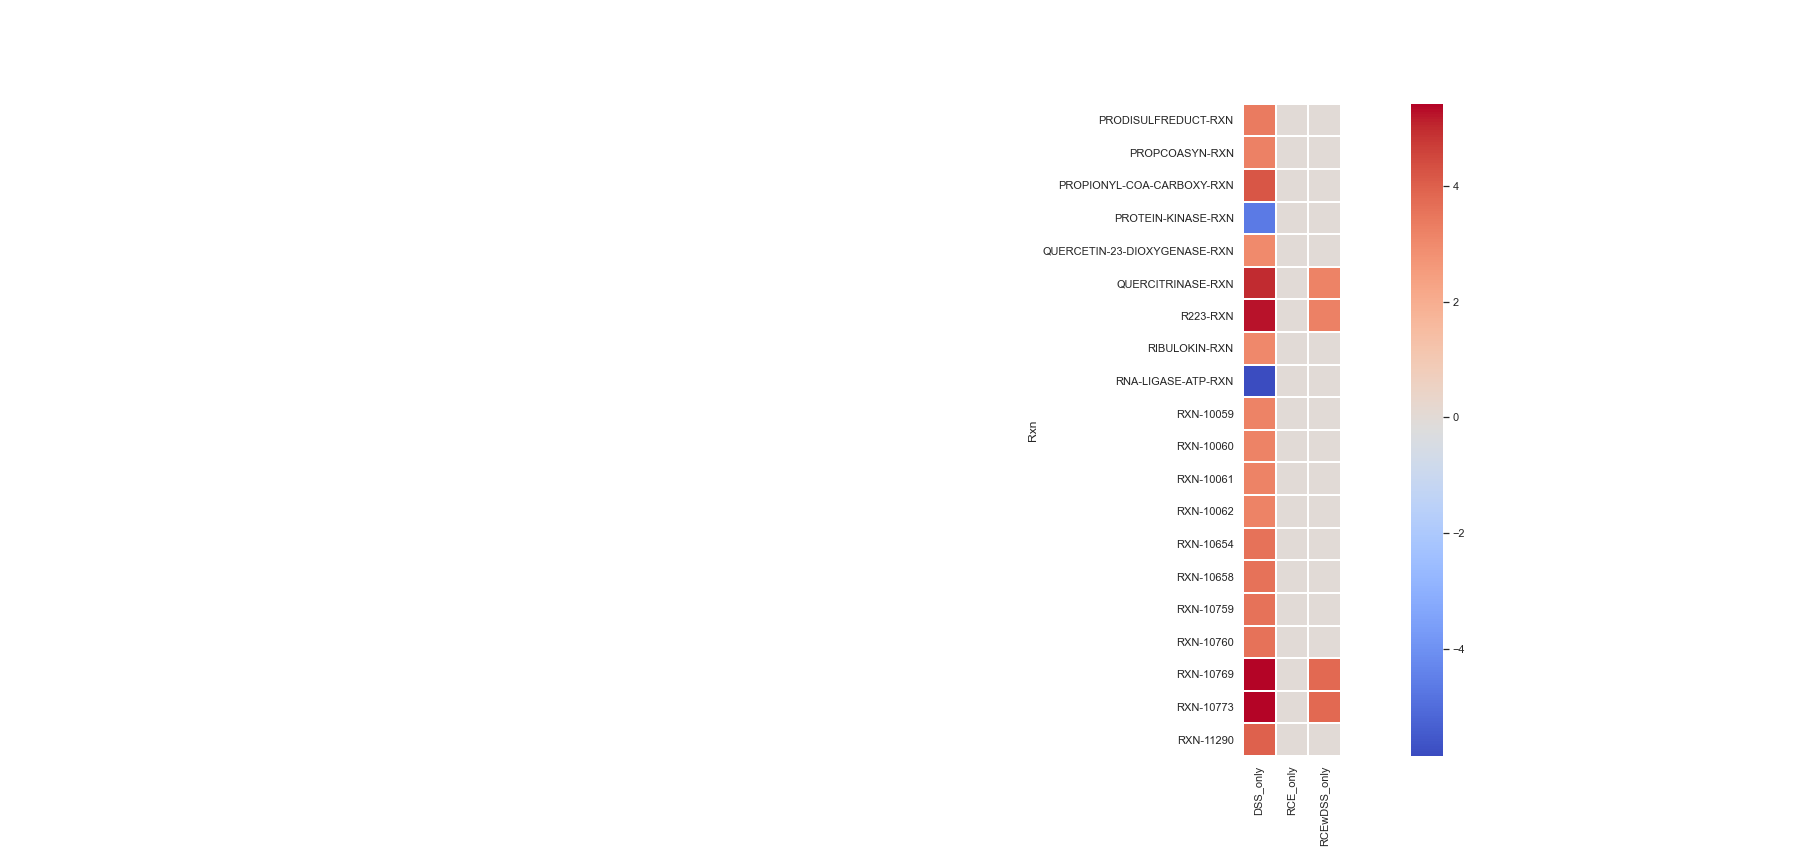 PRODISULFREDUCT-RXN
PROPCOASYN-RXN
PROPIONYL-COA-CARBOXY-RXN
PROTEIN-KINASE-RXN
QUERCETIN-23-DIOXYGENASE-RXN
QUERCITRINASE-RXN
R223-RXN
RIBULOKIN-RXN
RNA-LIGASE-ATP-RXN
RXN-10059
RXN-10060
RXN-10061
RXN-10062
RXN-10654
RXN-10658
RXN-10759
RXN-10760
RXN-10769
RXN-10773
RXN-11290
Rxn
DSS_only
RCE_only
RCEwDSS_only
4
2
0
−2
−4